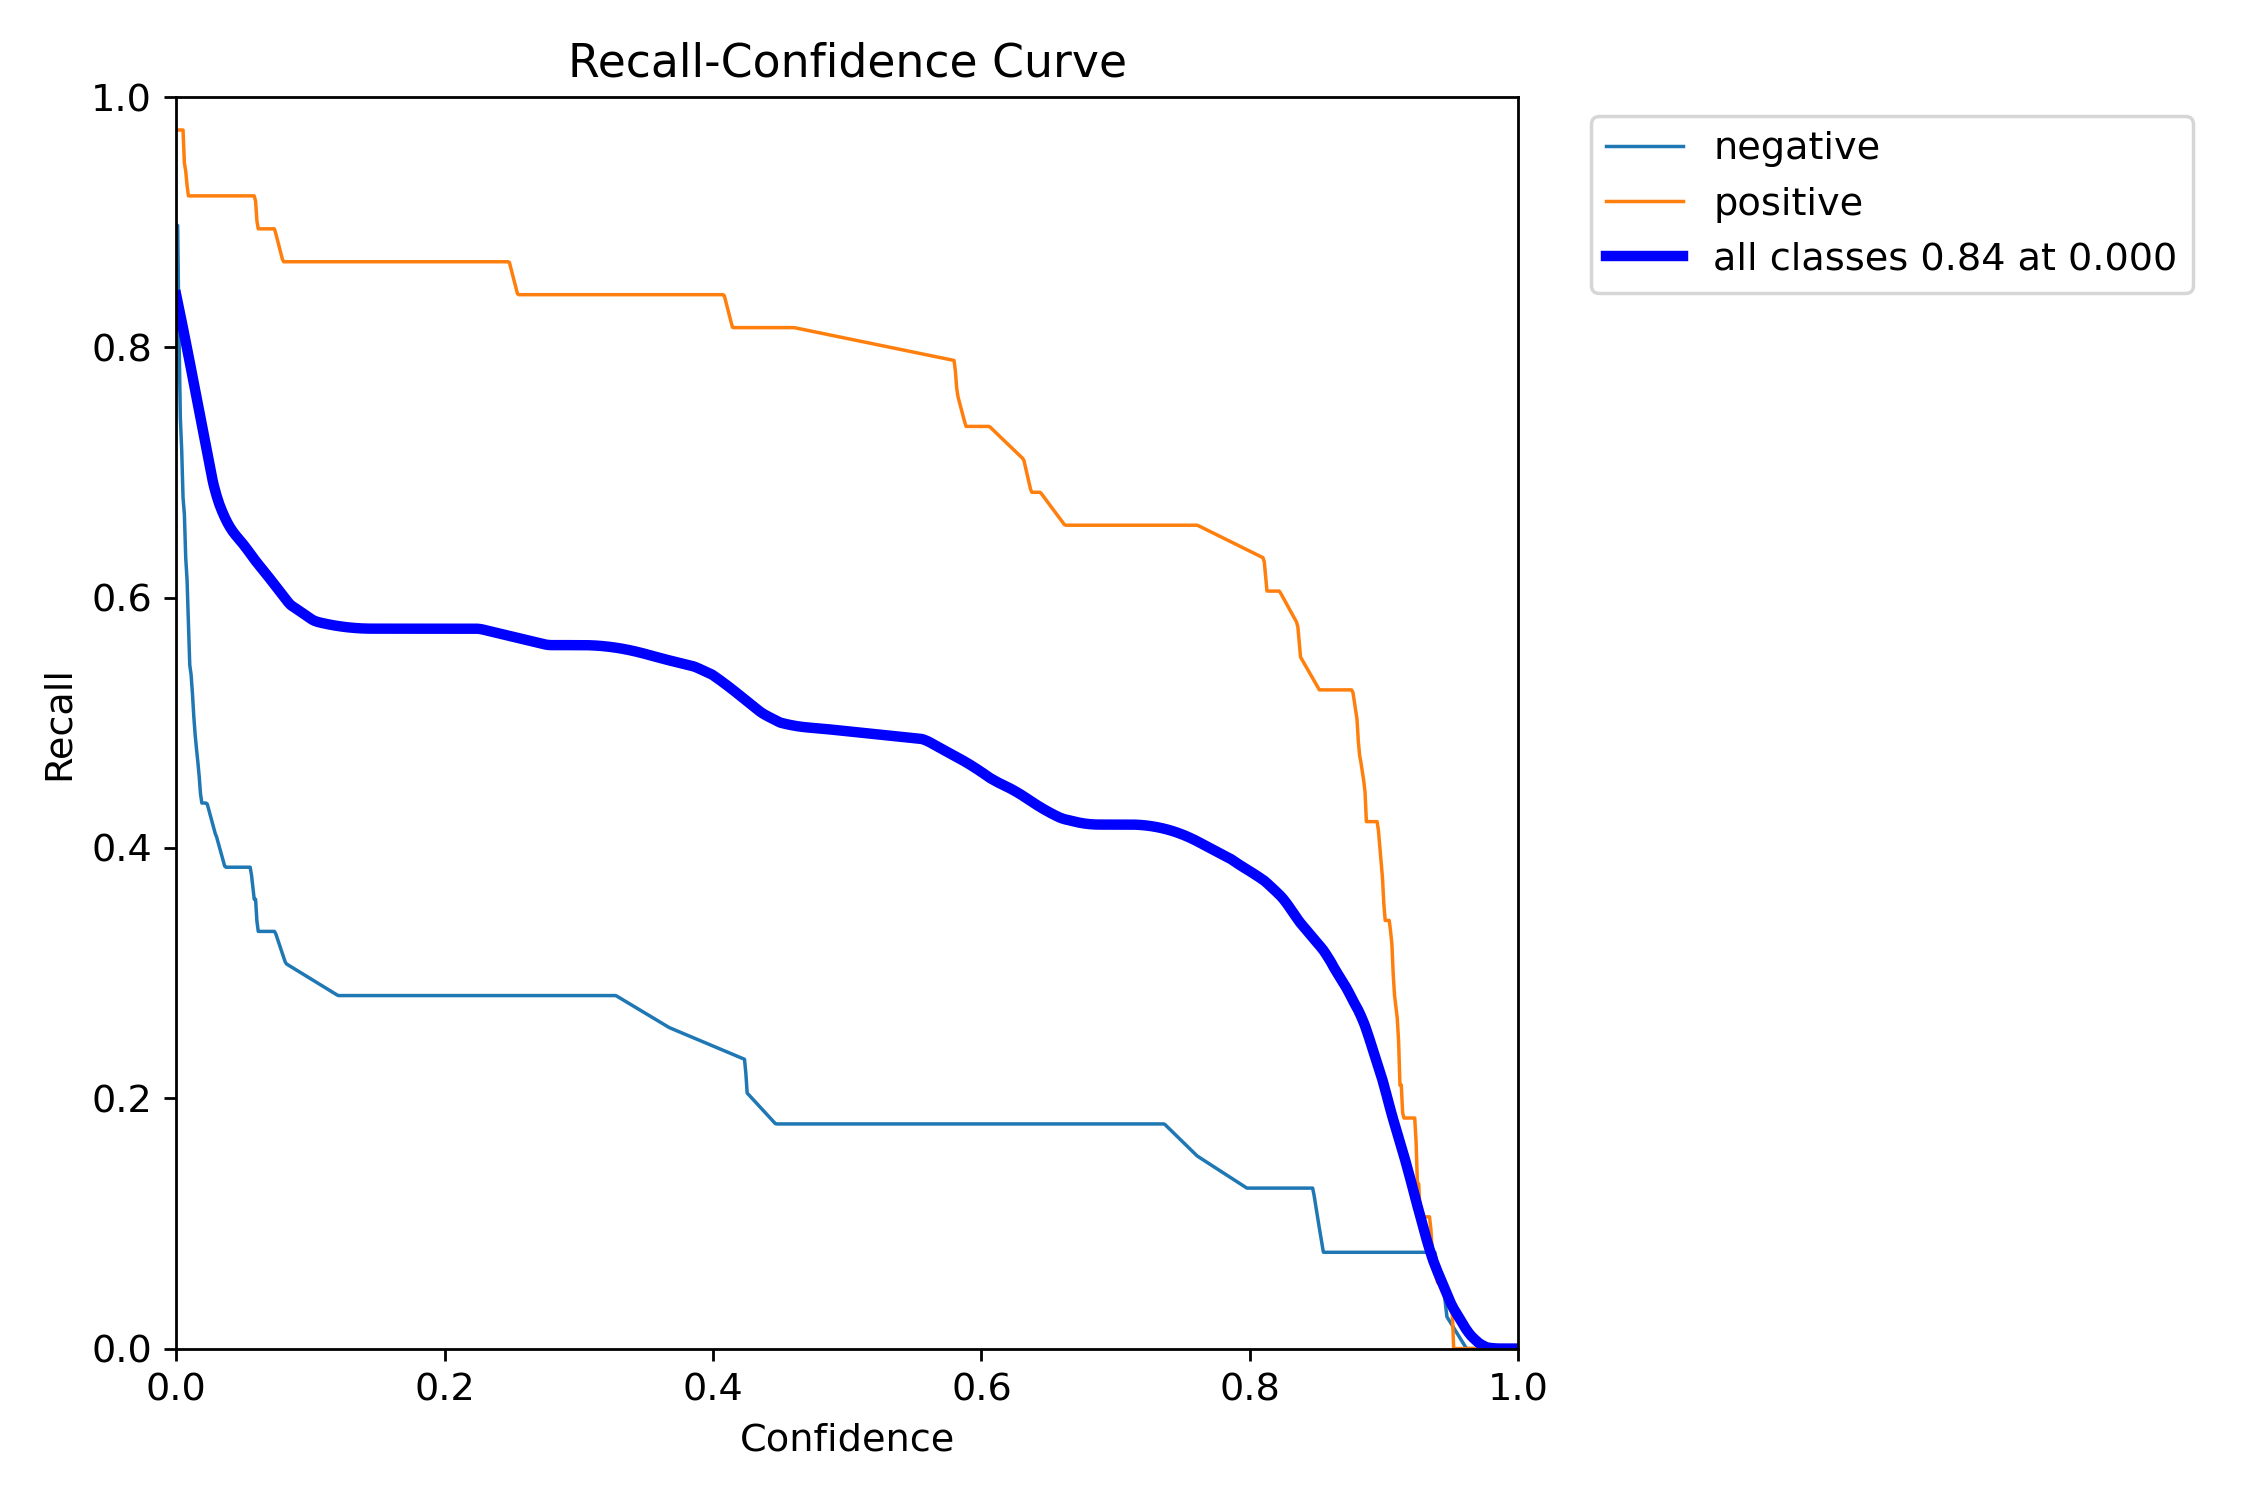 Recall-Confidence Curve
1.0
0.8
0.6
0.4
0.2
0.0
Recall
0.0 0.2 0.4 0.6 0.8 1.0
Confidence
negative
positive
all classes 0.84 at 0.000